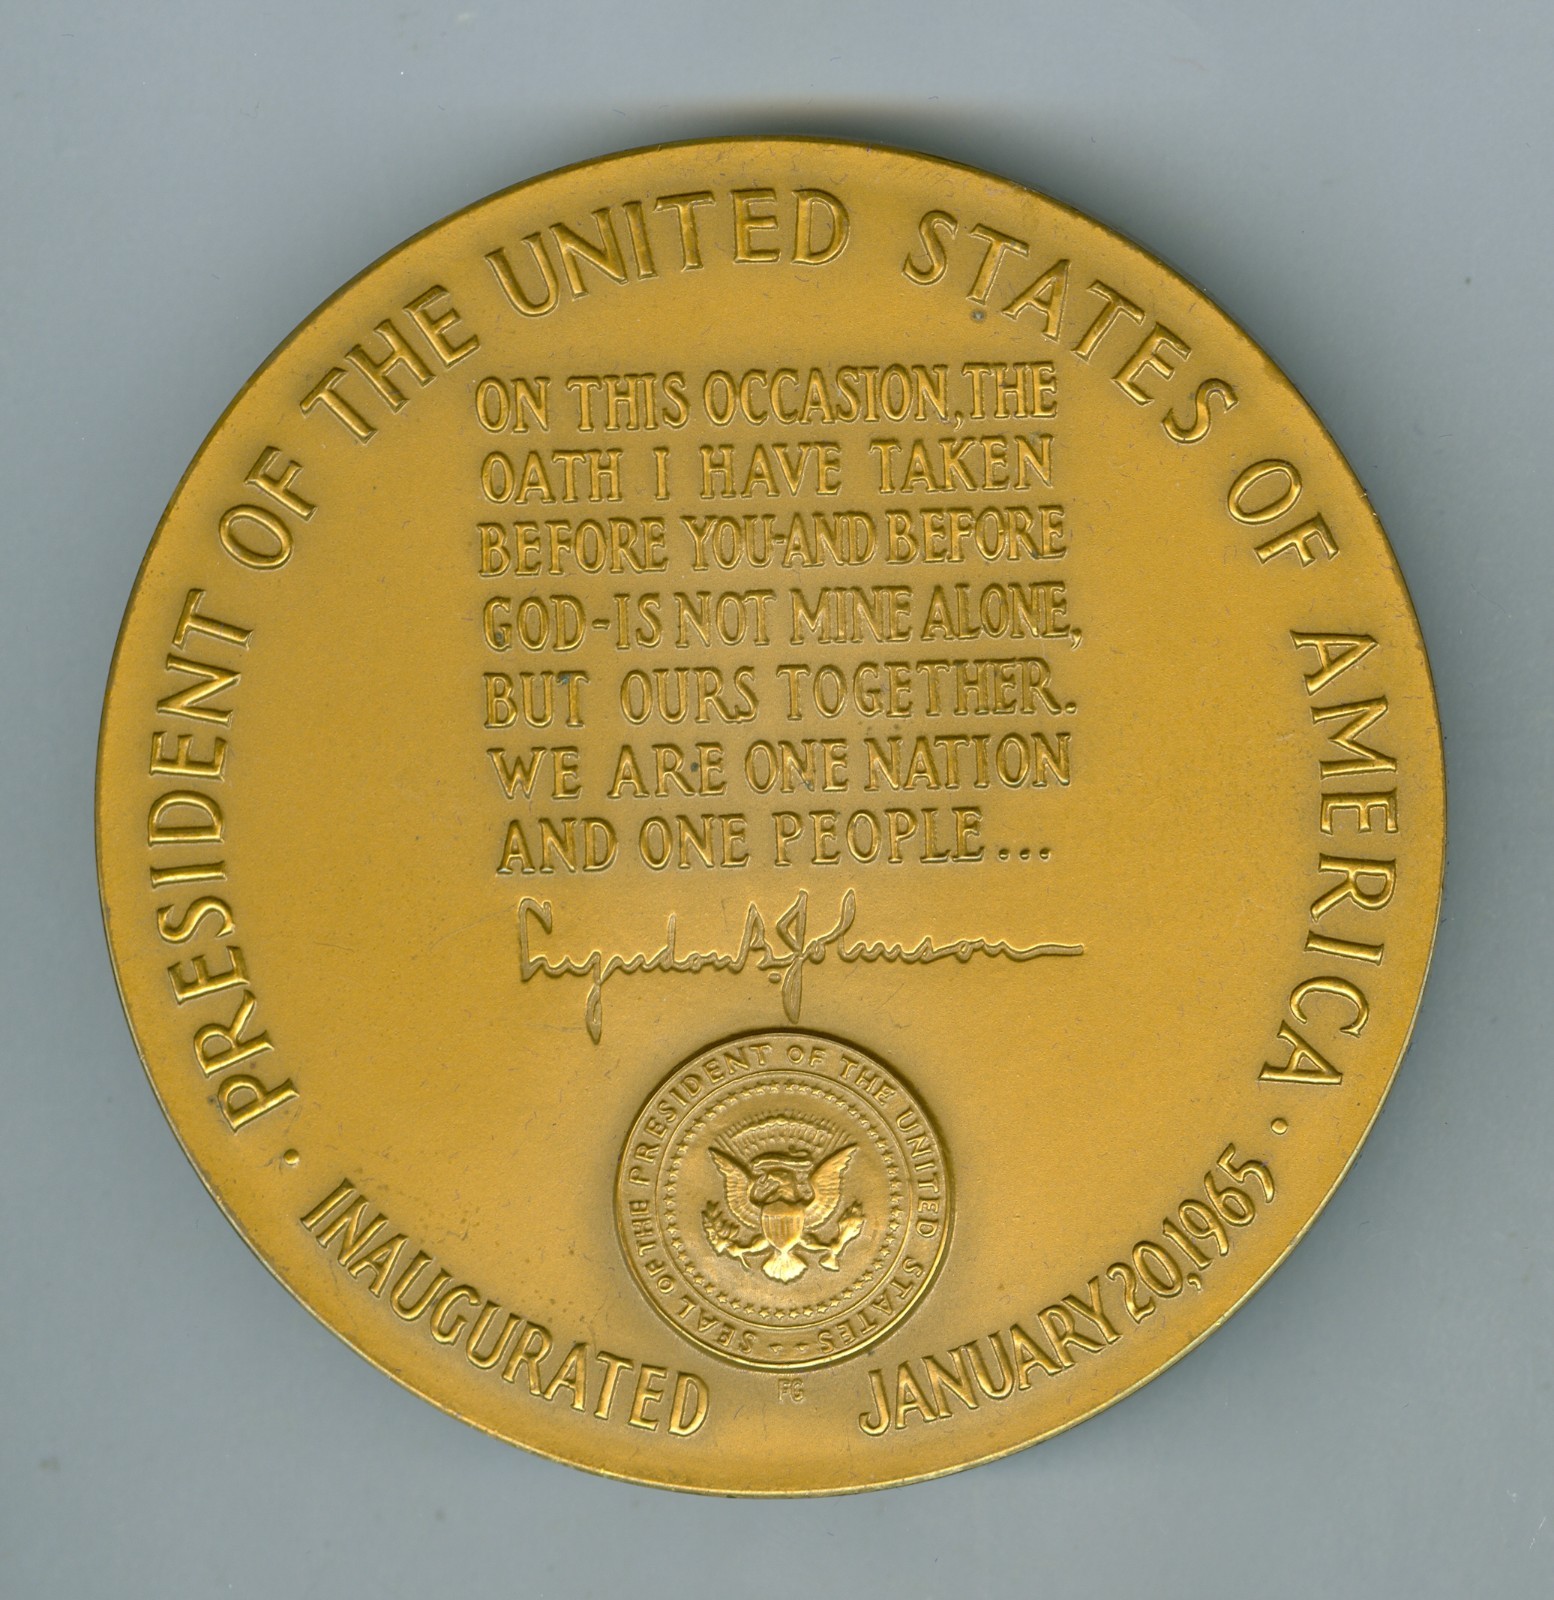 · PRESIDENT OF THE UNITED STATES OF AMERICA ·
ON THIS OCCASION, THE
OATH I HAVE TAKEN
BEFORE YOU-AND BEFORE
GOD-IS NOT MINE ALONE,
BUT OURS TOGETHER.
WE ARE ONE NATION
AND ONE PEOPLE...
Lyndon B. Johnson
SEAL OF THE PRESIDENT OF THE UNITED STATES
FG
INAUGURATED JANUARY 20, 1965